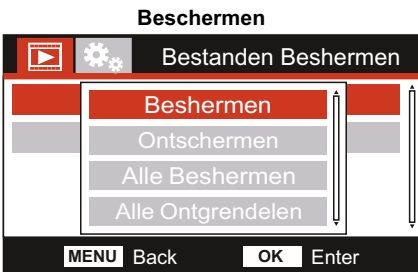 Beschermen
Bestanden Beshermen
Beshermen
Ontschermen
Alle Beshermen
Alle Ontgrendelen
MENU Back OK Enter